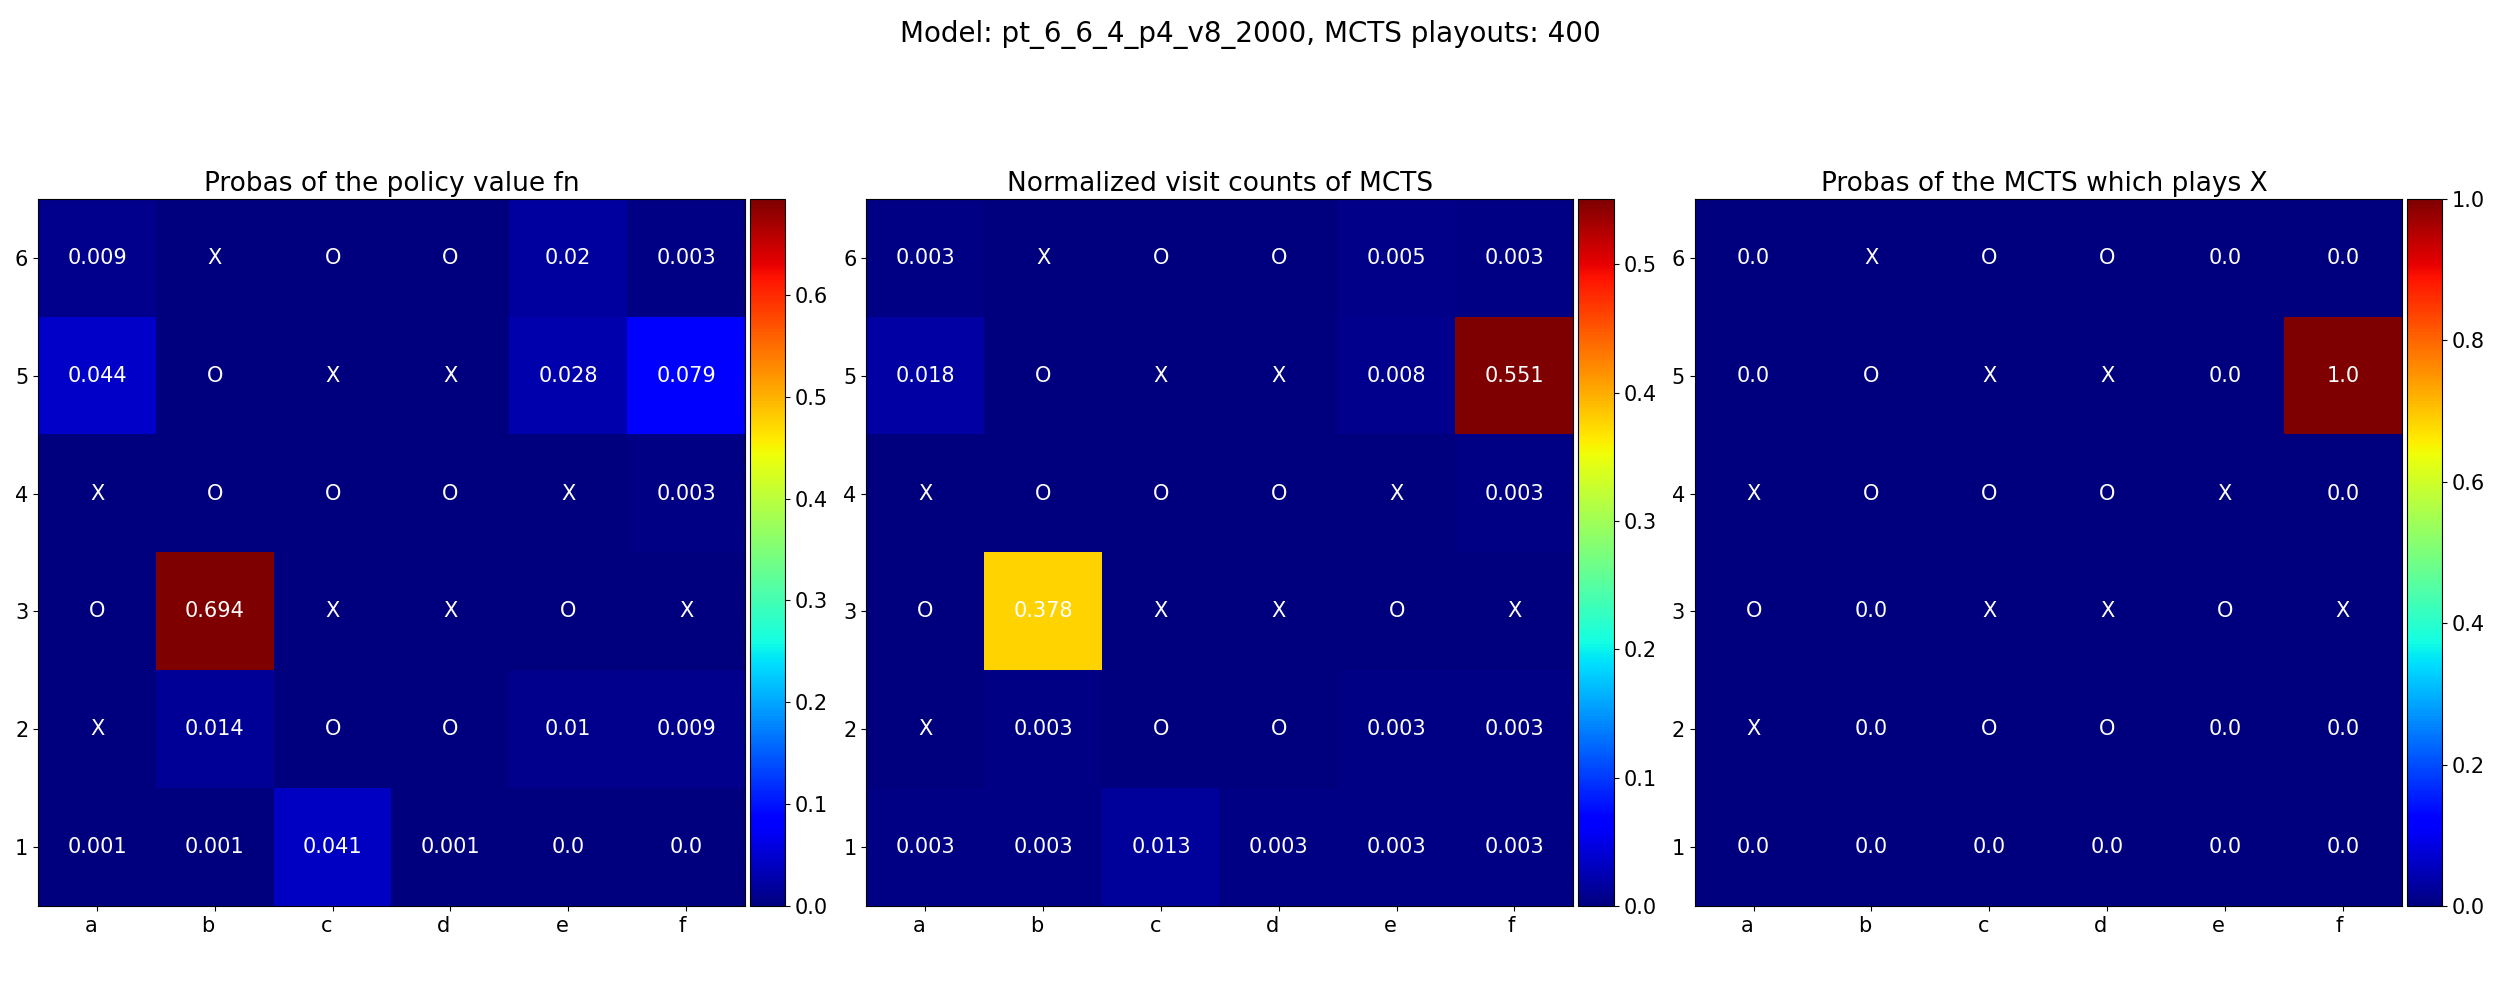 Model: pt_6_6_4_p4_v8_2000, MCTS playouts: 400
Probas of the policy value fn
6 0.009 X O O 0.02 0.003
5 0.044 O X X 0.028 0.079
4 X O O O X 0.003
3 O 0.694 X X O X
2 X 0.014 O O 0.01 0.009
1 0.001 0.001 0.041 0.001 0.0 0.0
a b c d e f
0.6
0.5
0.4
0.3
0.2
0.1
0.0
Normalized visit counts of MCTS
6 0.003 X O O 0.005 0.003
5 0.018 O X X 0.008 0.551
4 X O O O X 0.003
3 O 0.378 X X O X
2 X 0.003 O O 0.003 0.003
1 0.003 0.003 0.013 0.003 0.003 0.003
a b c d e f
0.5
0.4
0.3
0.2
0.1
0.0
Probas of the MCTS which plays X
6 0.0 X O O 0.0 0.0
5 0.0 O X X 0.0 1.0
4 X O O O X 0.0
3 O 0.0 X X O X
2 X 0.0 O O 0.0 0.0
1 0.0 0.0 0.0 0.0 0.0 0.0
a b c d e f
1.0
0.8
0.6
0.4
0.2
0.0